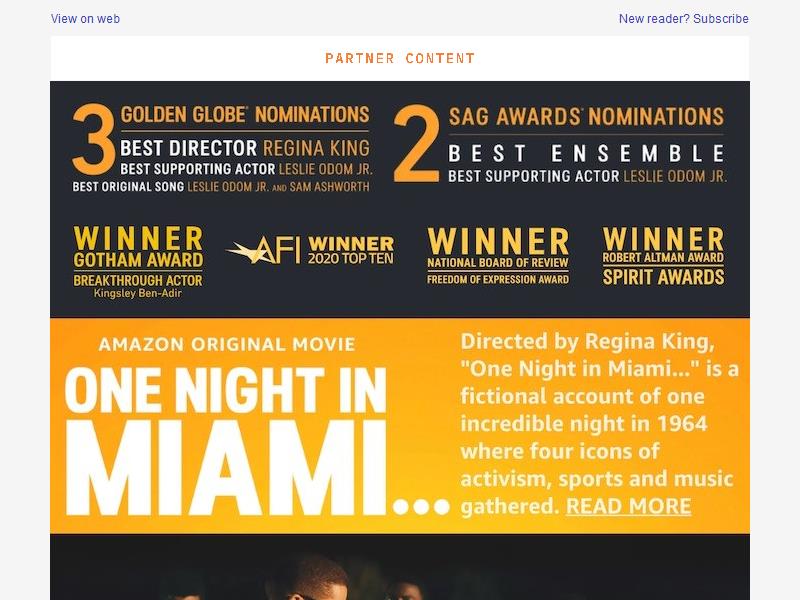 View on web
New reader? Subscribe
PARTNER CONTENT
3 GOLDEN GLOBE® NOMINATIONS
BEST DIRECTOR REGINA KING
BEST SUPPORTING ACTOR LESLIE ODOM JR.
BEST ORIGINAL SONG LESLIE ODOM JR. AND SAM ASHWORTH
2 SAG AWARDS® NOMINATIONS
BEST ENSEMBLE
BEST SUPPORTING ACTOR LESLIE ODOM JR.
WINNER
GOTHAM AWARD
BREAKTHROUGH ACTOR
Kingsley Ben-Adir
AFI WINNER
2020 TOP TEN
WINNER
NATIONAL BOARD OF REVIEW
FREEDOM OF EXPRESSION AWARD
WINNER
ROBERT ALTMAN AWARD
SPIRIT AWARDS
AMAZON ORIGINAL MOVIE
ONE NIGHT IN
MIAMI...
Directed by Regina King,
"One Night in Miami..." is a
fictional account of one
incredible night in 1964
where four icons of
activism, sports and music
gathered. READ MORE